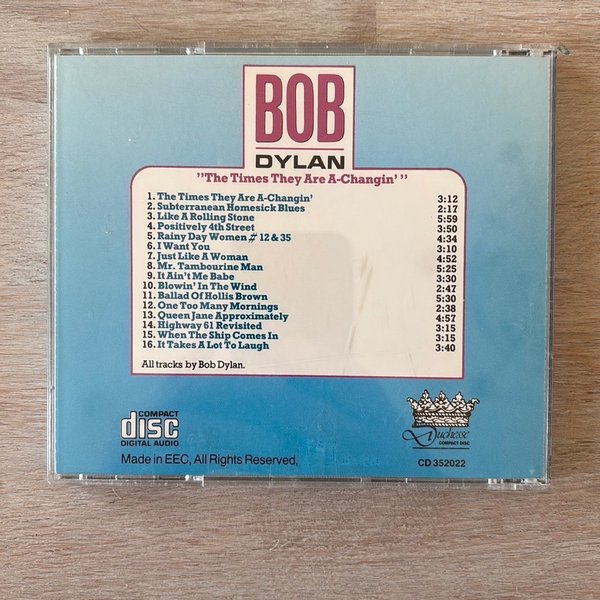 BOB
DYLAN
"The Times They Are A-Changin'"
1. The Times They Are A-Changin' 3:12
2. Subterranean Homesick Blues 2:17
3. Like A Rolling Stone 5:59
4. Positively 4th Street 3:50
5. Rainy Day Women # 12 & 35 4:34
6. I Want You 3:10
7. Just Like A Woman 4:52
8. Mr. Tambourine Man 5:25
9. It Ain't Me Babe 3:30
10. Blowin' In The Wind 2:47
11. Ballad Of Hollis Brown 5:30
12. One Too Many Mornings 2:38
13. Queen Jane Approximately 4:57
14. Highway 61 Revisited 3:15
15. When The Ship Comes In 3:15
16. It Takes A Lot To Laugh 3:40
All tracks by Bob Dylan.
COMPACT
disc
DIGITAL AUDIO
Duchesse
COMPACT DISC
Made in EEC, All Rights Reserved,
CD 352022